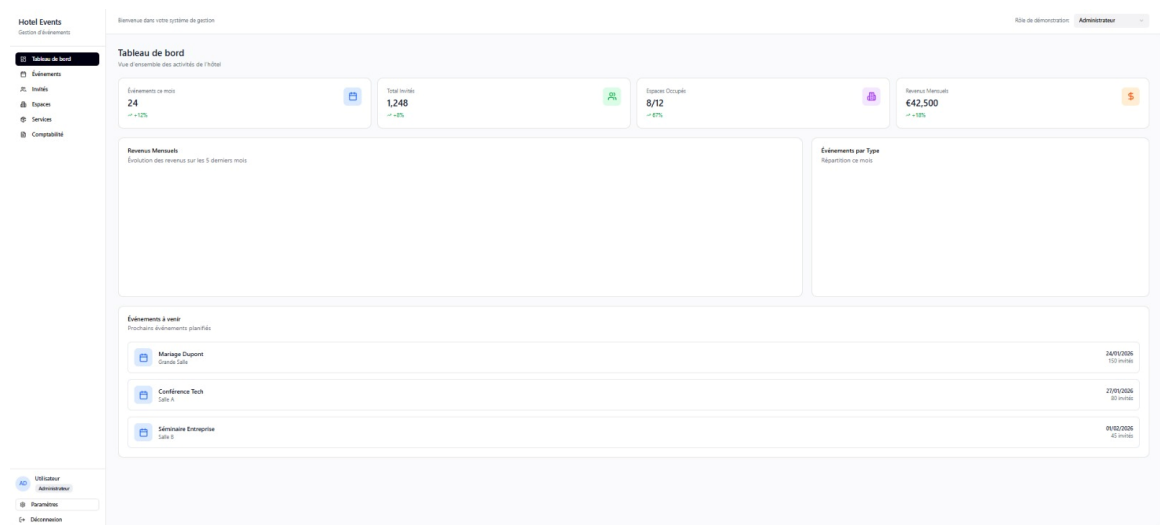 Hotel Events
Gestion d'événements
Bienvenue dans votre système de gestion
Rôle de démonstration
Administrateur
Tableau de bord
Événements
Invités
Espaces
Services
Comptabilité
Tableau de bord
Vue d'ensemble des activités de l'hôtel
Événements ce mois
24
+12%
Total Invités
1,248
+8%
Espaces Occupés
8/12
67%
Revenus Mensuels
€42,500
+18%
Revenus Mensuels
Évolution des revenus sur les 5 derniers mois
Événements par Type
Répartition ce mois
Événements à venir
Prochains événements planifiés
Mariage Dupont
Grande Salle
24/01/2026
150 invités
Conférence Tech
Salle A
27/01/2026
80 invités
Séminaire Entreprise
Salle B
01/02/2026
45 invités
AD
Utilisateur
Administrateur
Paramètres
Déconnexion